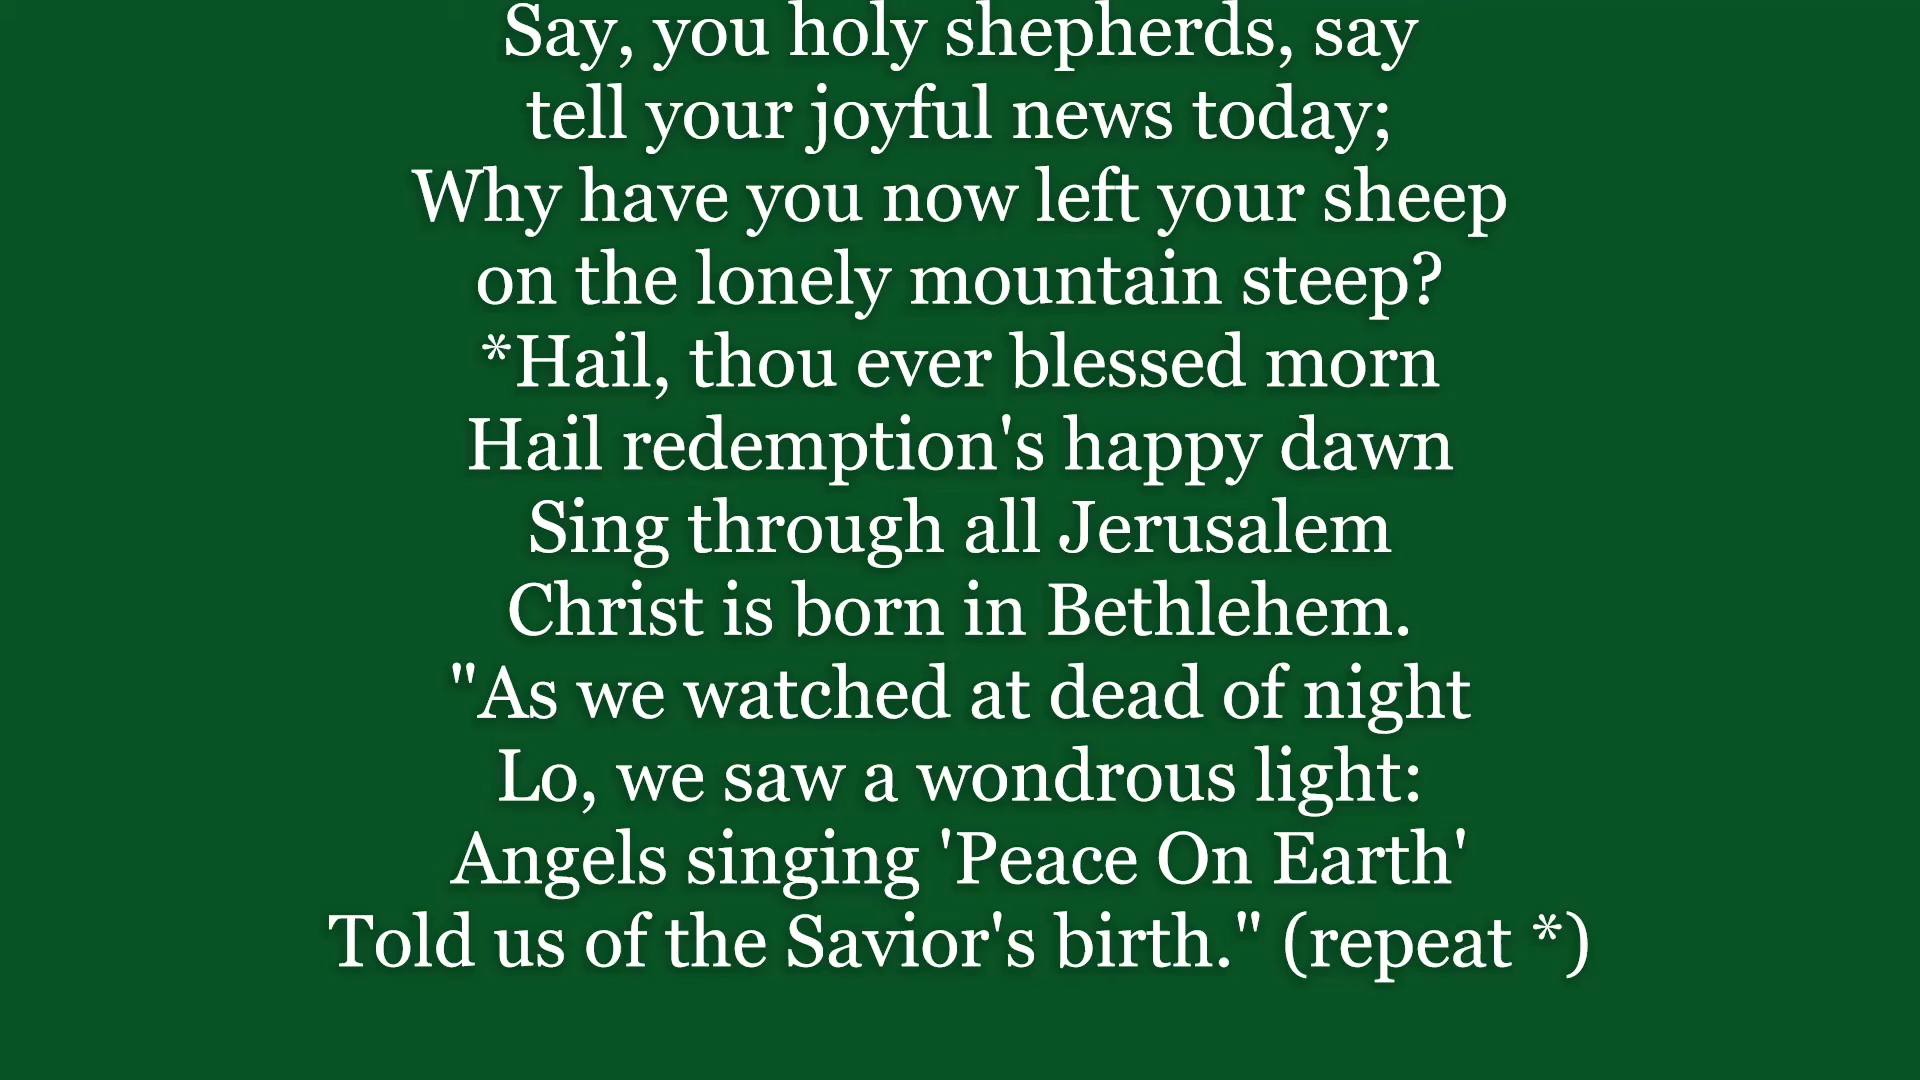 Say, you holy shepherds, say
tell your joyful news today;
Why have you now left your sheep
on the lonely mountain steep?
*Hail, thou ever blessed morn
Hail redemption's happy dawn
Sing through all Jerusalem
Christ is born in Bethlehem.
"As we watched at dead of night
Lo, we saw a wondrous light:
Angels singing 'Peace On Earth'
Told us of the Savior's birth." (repeat *)